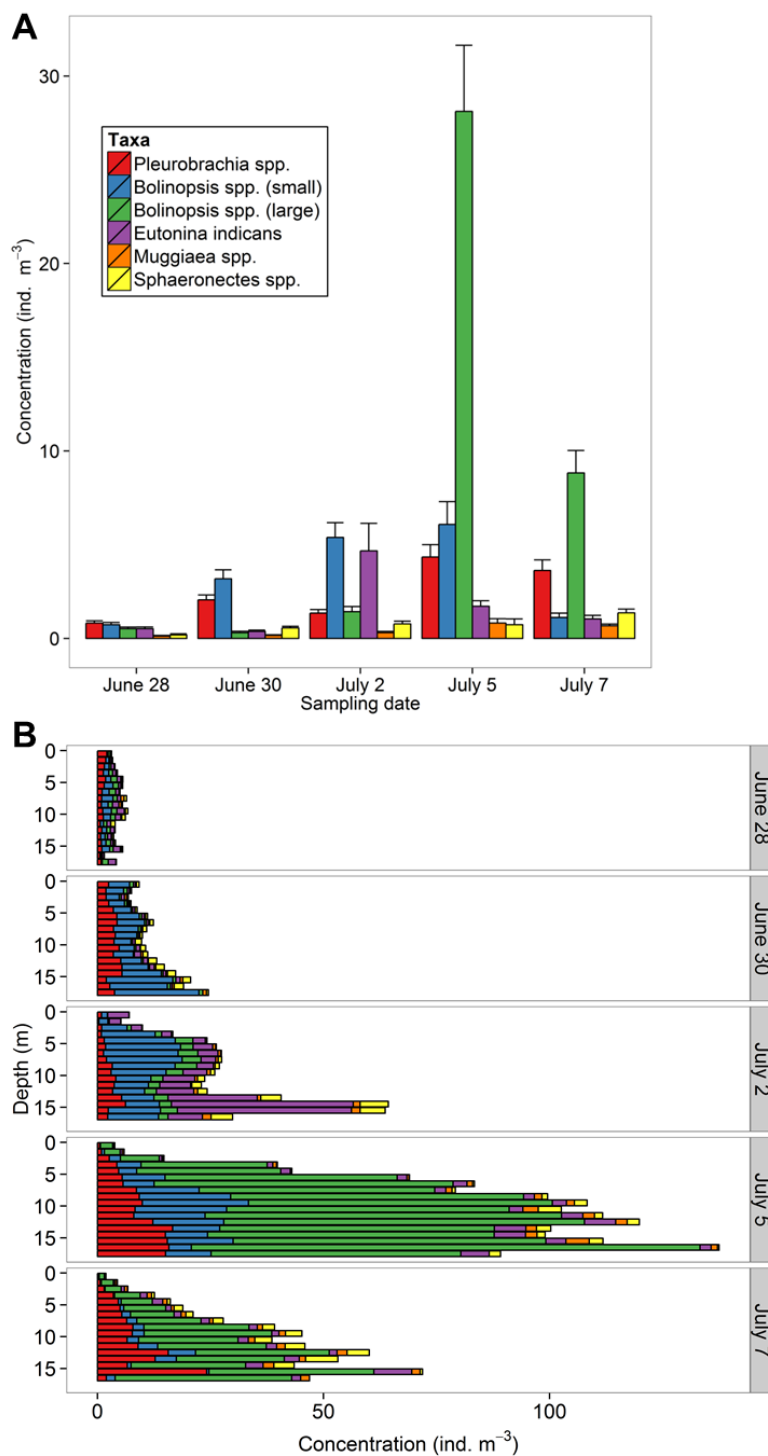 A
30
20
10
0
Concentration (ind. m⁻³)
Taxa
Pleurobrachia spp.
Bolinopsis spp. (small)
Bolinopsis spp. (large)
Eutonina indicans
Muggiaea spp.
Sphaeronectes spp.
June 28
June 30
July 2
July 5
July 7
Sampling date
B
0
5
10
15
June 28
0
5
10
15
June 30
0
5
10
15
July 2
0
5
10
15
July 5
0
5
10
15
July 7
Depth (m)
0
50
100
Concentration (ind. m⁻³)